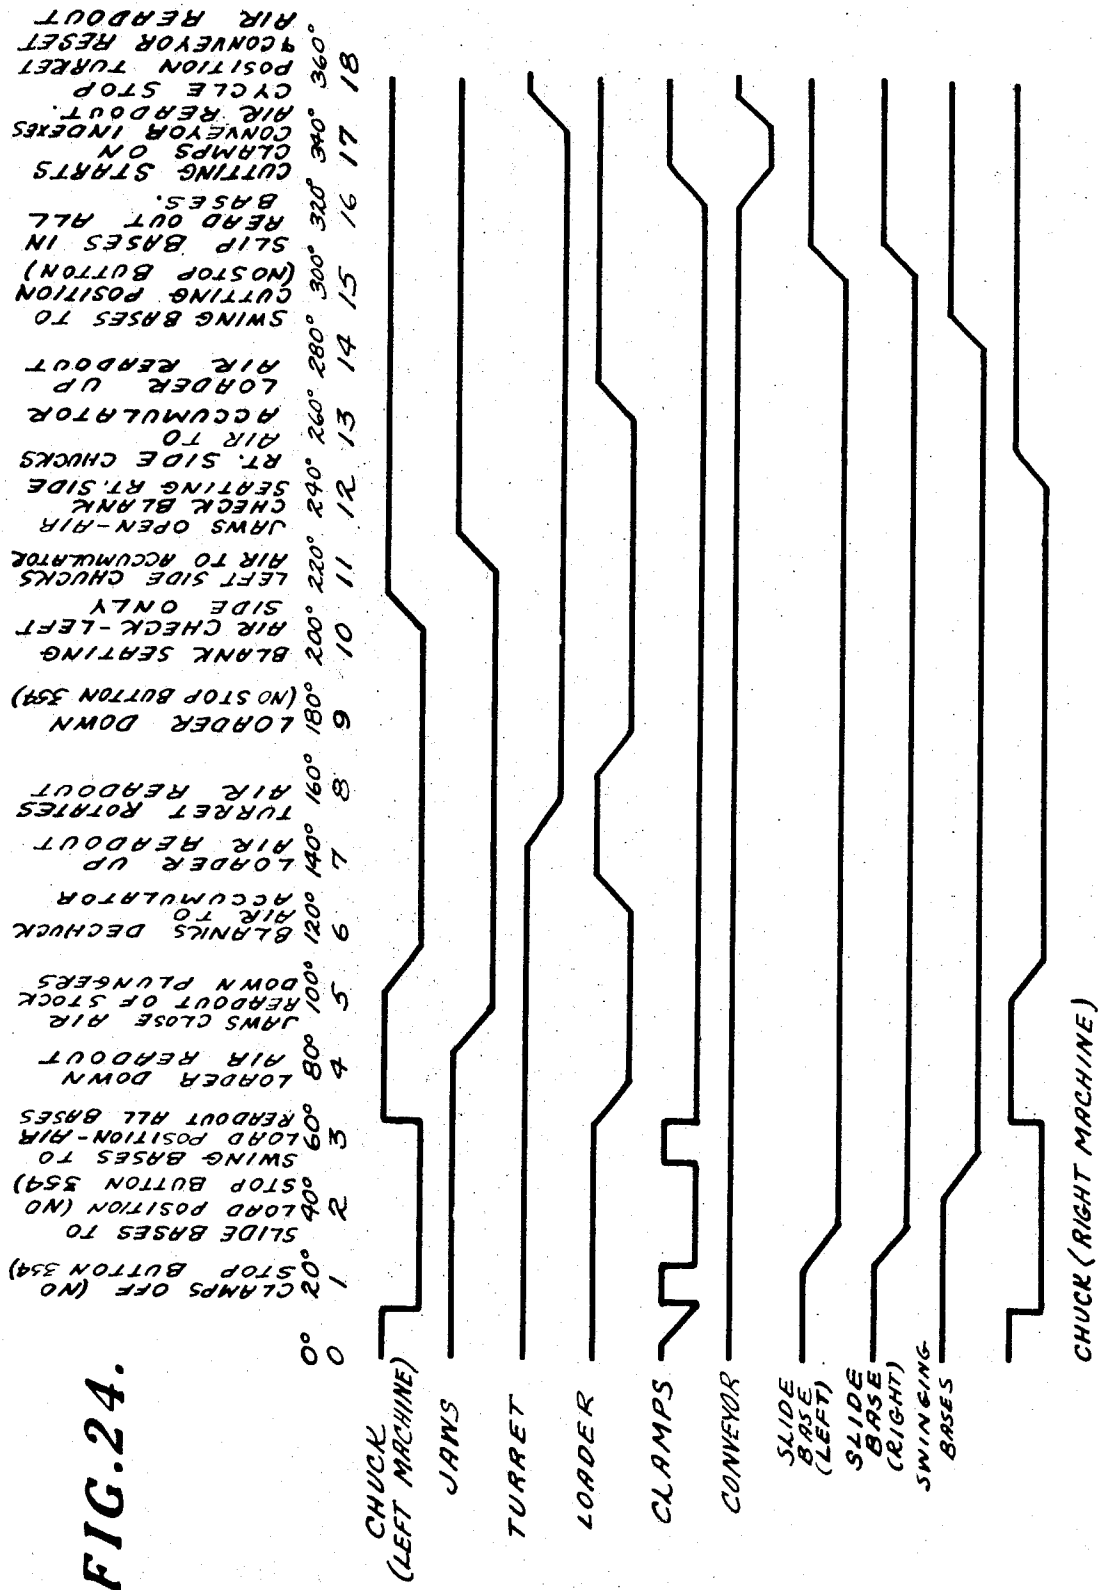 FIG.24.
0°
0
20°
1
40°
2
60°
3
80°
4
100°
5
120°
6
140°
7
160°
8
180°
9
200°
10
220°
11
240°
12
260°
13
280°
14
300°
15
320°
16
340°
17
360°
18
CLAMPS OFF (NO
STOP BUTTON 354)
SLIDE BASES TO
LOAD POSITION (NO
STOP BUTTON 354)
SWING BASES TO
LOAD POSITION-AIR
READOUT ALL BASES
LOADER DOWN
AIR READOUT
JAWS CLOSE AIR
READOUT OF STOCK
DOWN PLUNGERS
BLANKS DECHUCK
AIR TO
ACCUMULATOR
LOADER UP
AIR READOUT
TURRET ROTATES
AIR READOUT
LOADER DOWN
(NO STOP BUTTON 354)
BLANK SEATING
AIR CHECK-LEFT
SIDE ONLY
LEFT SIDE CHUCKS
AIR TO ACCUMULATOR
JAWS OPEN-AIR
CHECK BLANK
SEATING RT. SIDE
RT. SIDE CHUCKS
AIR TO
ACCUMULATOR
LOADER UP
AIR READOUT
SWING BASES TO
CUTTING POSITION
(NO STOP BUTTON)
SLIP BASES IN
READ OUT ALL
BASES.
CUTTING STARTS
CLAMPS ON
CONVEYOR INDEXES
AIR READOUT.
CYCLE STOP
POSITION TURRET
& CONVEYOR RESET
AIR READOUT
CHUCK
(LEFT MACHINE)
JAWS
TURRET
LOADER
CLAMPS
CONVEYOR
SLIDE
BASE
(LEFT)
SLIDE
BASE
(RIGHT)
SWINGING
BASES
CHUCK (RIGHT MACHINE)